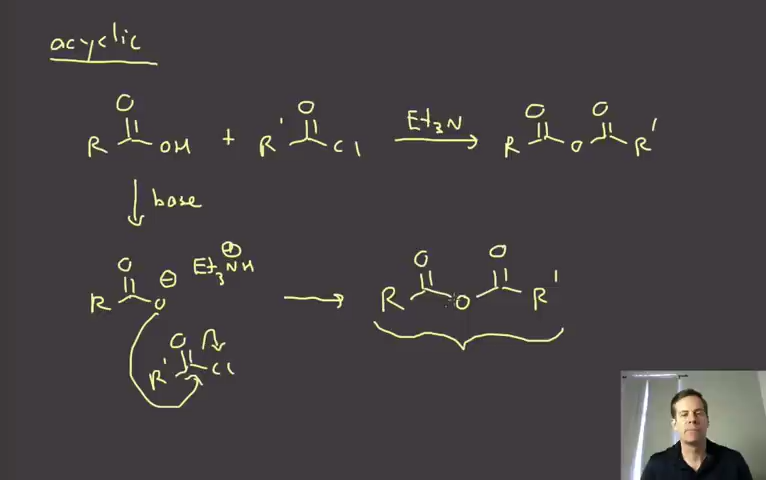 acyclic
O O Et₃N O O
R OH + R' Cl R O R'
base
O ⊖ Et₃NH ⊕ O O
R O R O R'
O
R' Cl